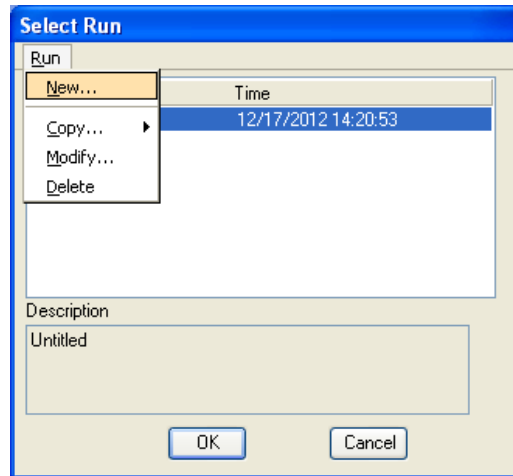 Select Run
Run
New...
Time
12/17/2012 14:20:53
Copy...
Modify...
Delete
Description
Untitled
OK
Cancel